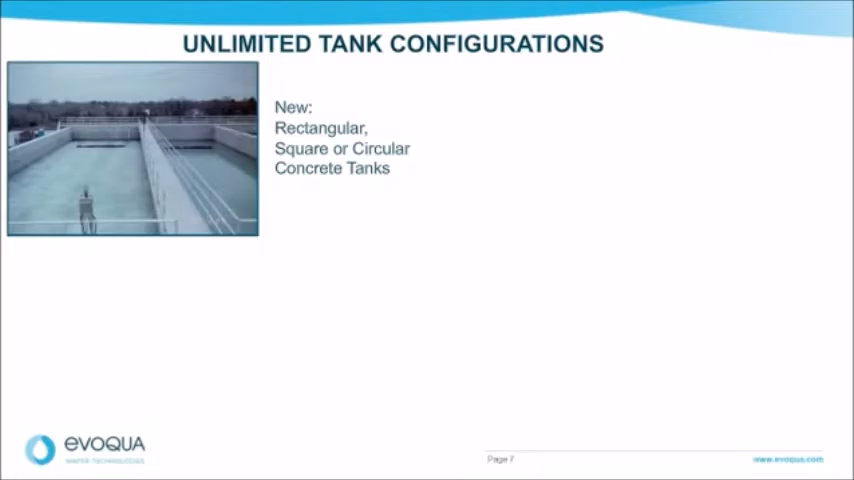 UNLIMITED TANK CONFIGURATIONS
New:
Rectangular,
Square or Circular
Concrete Tanks
evoqua
WATER TECHNOLOGIES
Page 7
www.evoqua.com